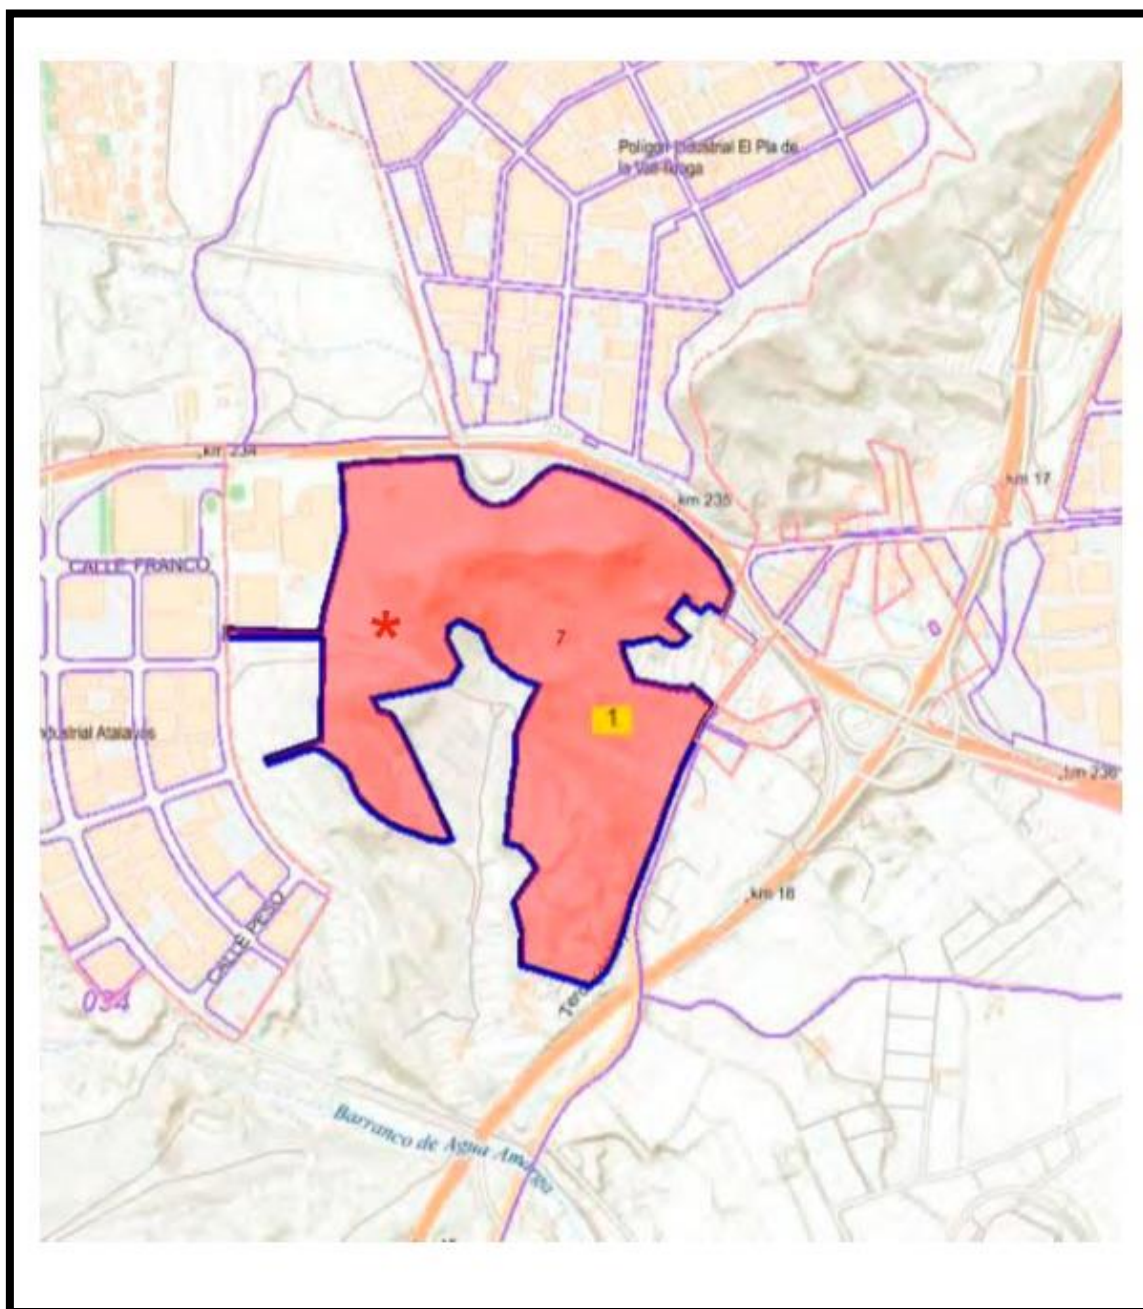 Polígon Industrial El Pla de
la Vall
km 234
km 235
km 17
CALLE FRANCO
*
7
1
Industrial Atalayas
km 236
km 18
CALLE PESO
034
Barranco de Agua Amarga